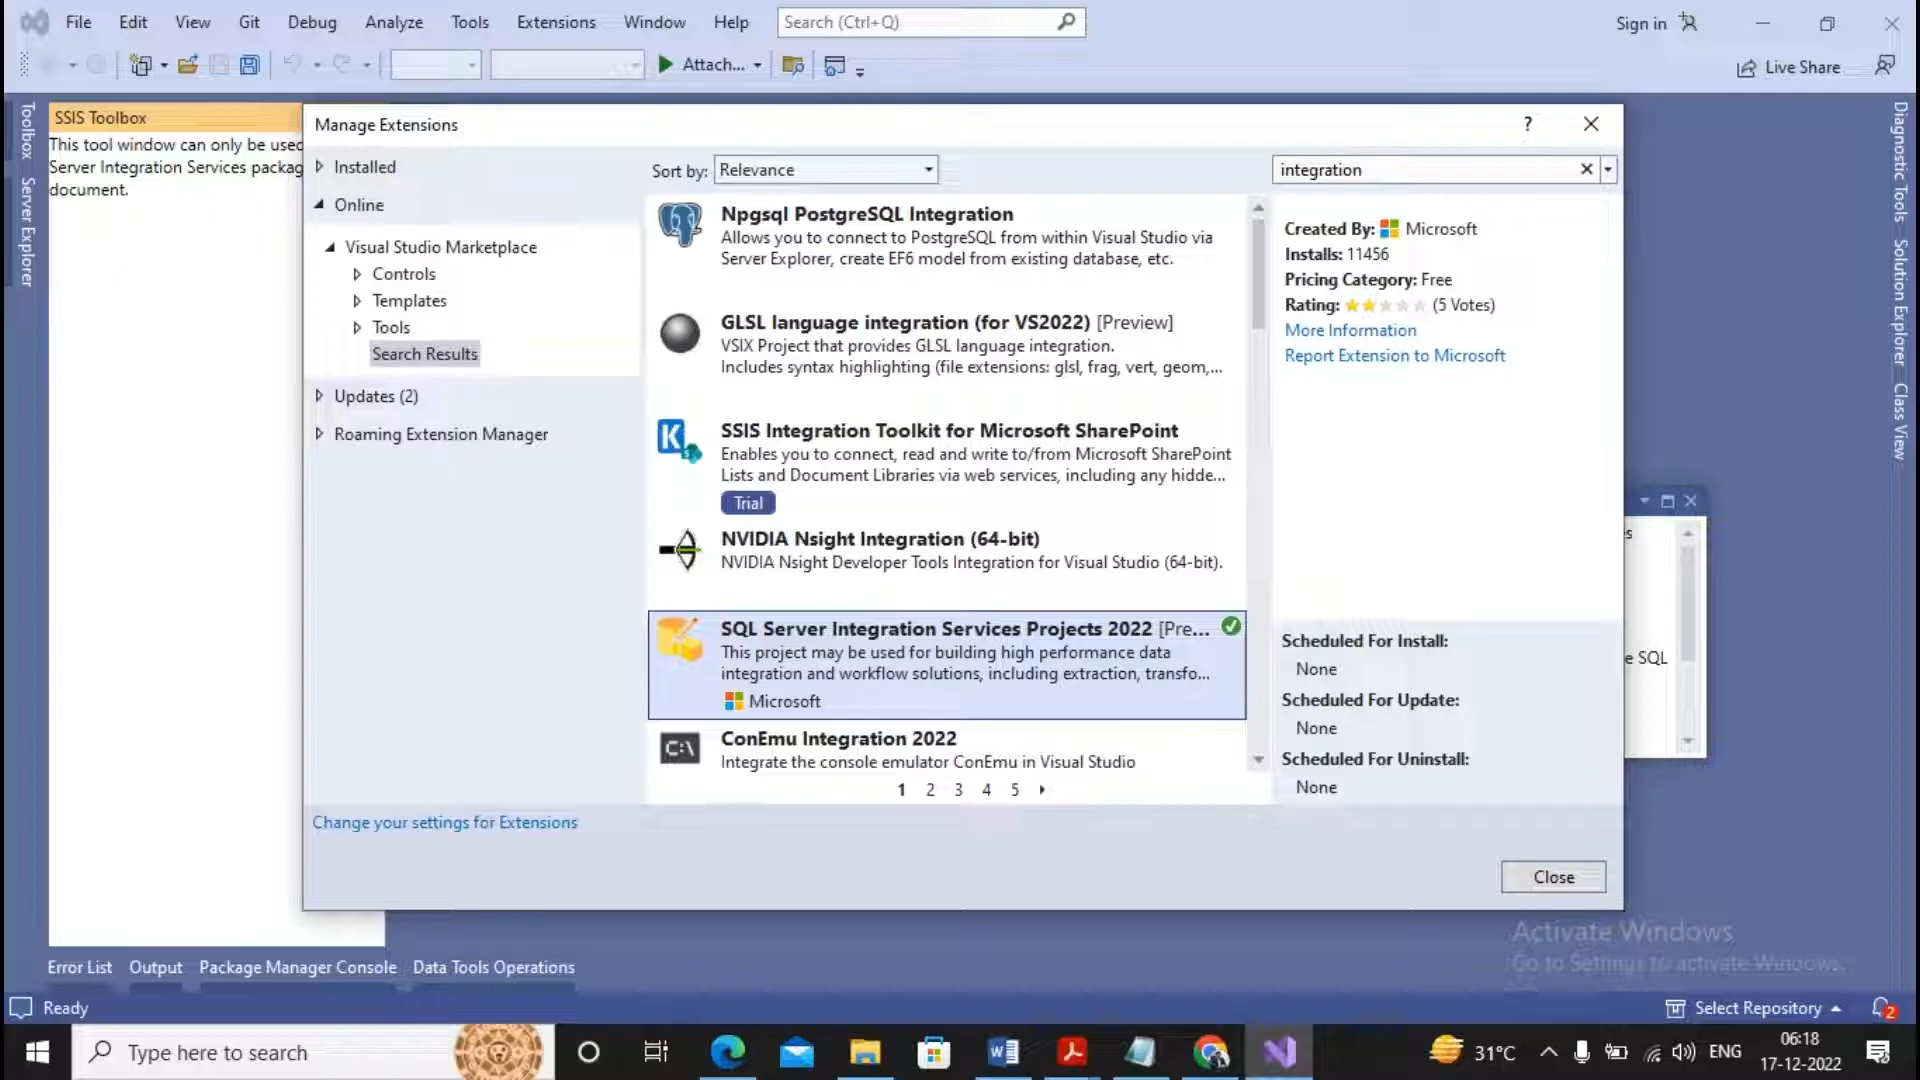 File Edit View Git Debug Analyze Tools Extensions Window Help Search (Ctrl+Q) Sign in
Attach... Live Share
Toolbox
Server Explorer
SSIS Toolbox
This tool window can only be used
Server Integration Services packag
document.
Manage Extensions ?
Installed
Online
Visual Studio Marketplace
Controls
Templates
Tools
Search Results
Updates (2)
Roaming Extension Manager
Change your settings for Extensions
Sort by: Relevance
integration
Npgsql PostgreSQL Integration
Allows you to connect to PostgreSQL from within Visual Studio via
Server Explorer, create EF6 model from existing database, etc.
GLSL language integration (for VS2022) [Preview]
VSIX Project that provides GLSL language integration.
Includes syntax highlighting (file extensions: glsl, frag, vert, geom,...
SSIS Integration Toolkit for Microsoft SharePoint
Enables you to connect, read and write to/from Microsoft SharePoint
Lists and Document Libraries via web services, including any hidde...
Trial
NVIDIA Nsight Integration (64-bit)
NVIDIA Nsight Developer Tools Integration for Visual Studio (64-bit).
SQL Server Integration Services Projects 2022 [Pre...
This project may be used for building high performance data
integration and workflow solutions, including extraction, transfo...
Microsoft
C:\
ConEmu Integration 2022
Integrate the console emulator ConEmu in Visual Studio
1 2 3 4 5
Created By: Microsoft
Installs: 11456
Pricing Category: Free
Rating: (5 Votes)
More Information
Report Extension to Microsoft
Scheduled For Install:
None
Scheduled For Update:
None
Scheduled For Uninstall:
None
Close
s
e SQL
Diagnostic Tools
Solution Explorer
Class View
Activate Windows
Go to Settings to activate Windows.
Error List Output Package Manager Console Data Tools Operations
Ready Select Repository 2
Type here to search 31°C ENG 06:18
17-12-2022